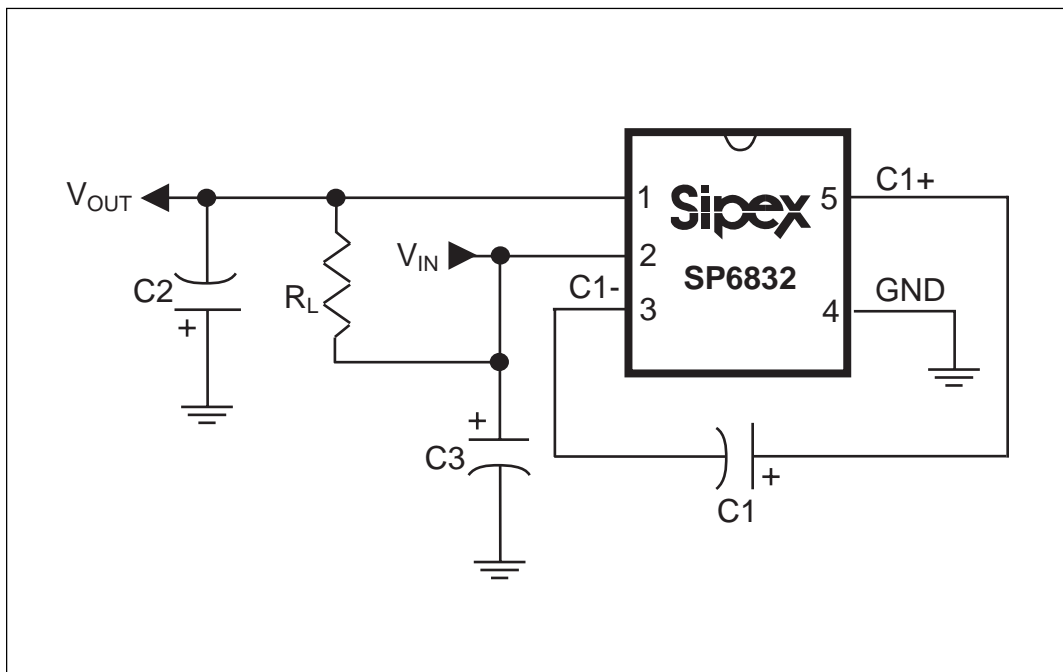 C1+
VOUT
1
Sipex
5
VIN
2
SP6832
C1-
3
GND
4
C2
+
RL
+
C3
+
C1